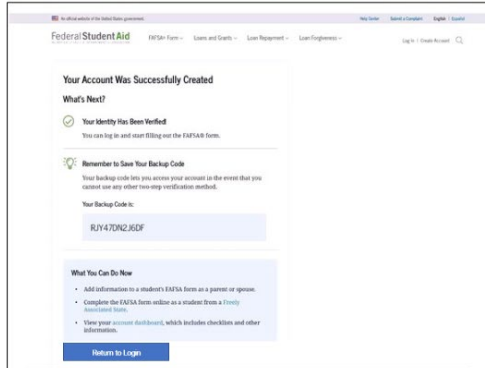 An official website of the United States government.
Help Center Submit a Complaint English | Español
Federal Student Aid
FAFSA® Form Loans and Grants Loan Repayment Loan Forgiveness
Log In | Create Account
Your Account Was Successfully Created
What's Next?
Your Identity Has Been Verified!
You can log in and start filling out the FAFSA® form.
Remember to Save Your Backup Code
Your backup code lets you access your account in the event that you
cannot use any other two-step verification method.
Your Backup Code is:
RJY47DN2J6DF
What You Can Do Now
• Add information to a student's FAFSA form as a parent or spouse.
• Complete the FAFSA form online as a student from a Freely
Associated State.
• View your account dashboard, which includes checklists and other
information.
Return to Login